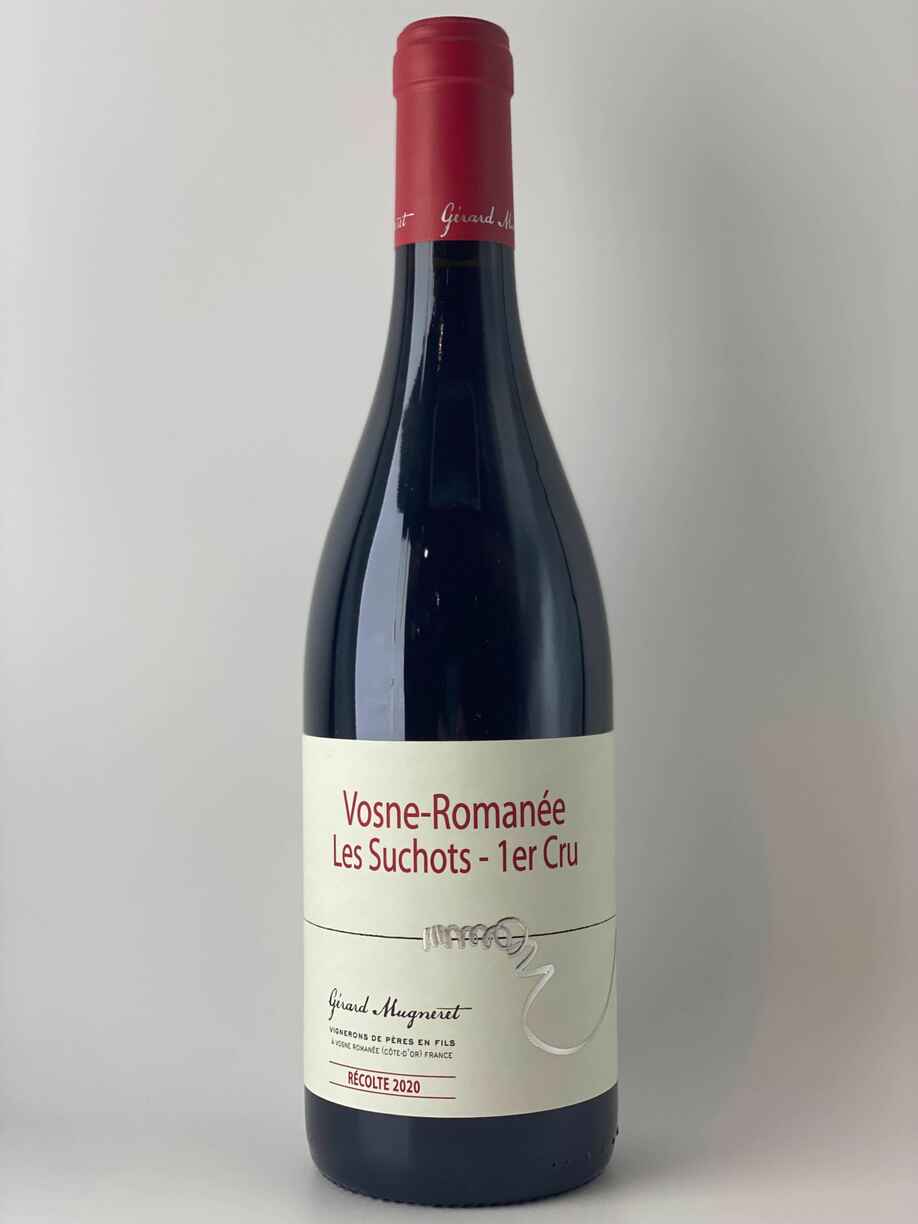 Gérard
Vosne-Romanée
Les Suchots - 1er Cru
Gérard Mugneret
VIGNERONS DE PÈRES EN FILS
À VOSNE ROMANÉE (CÔTE-D'OR) FRANCE
RÉCOLTE 2020